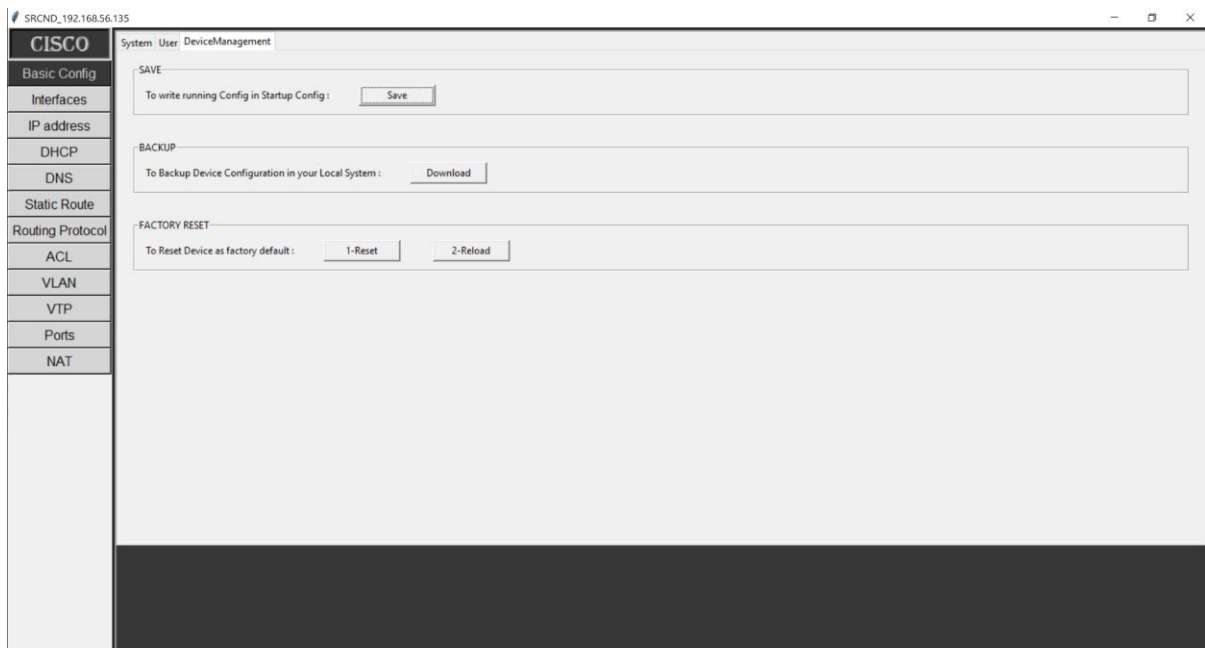 SRCND_192.168.56.135
CISCO
Basic Config
Interfaces
IP address
DHCP
DNS
Static Route
Routing Protocol
ACL
VLAN
VTP
Ports
NAT
System User DeviceManagement
SAVE
To write running Config in Startup Config : Save
BACKUP
To Backup Device Configuration in your Local System : Download
FACTORY RESET
To Reset Device as factory default : 1-Reset 2-Reload